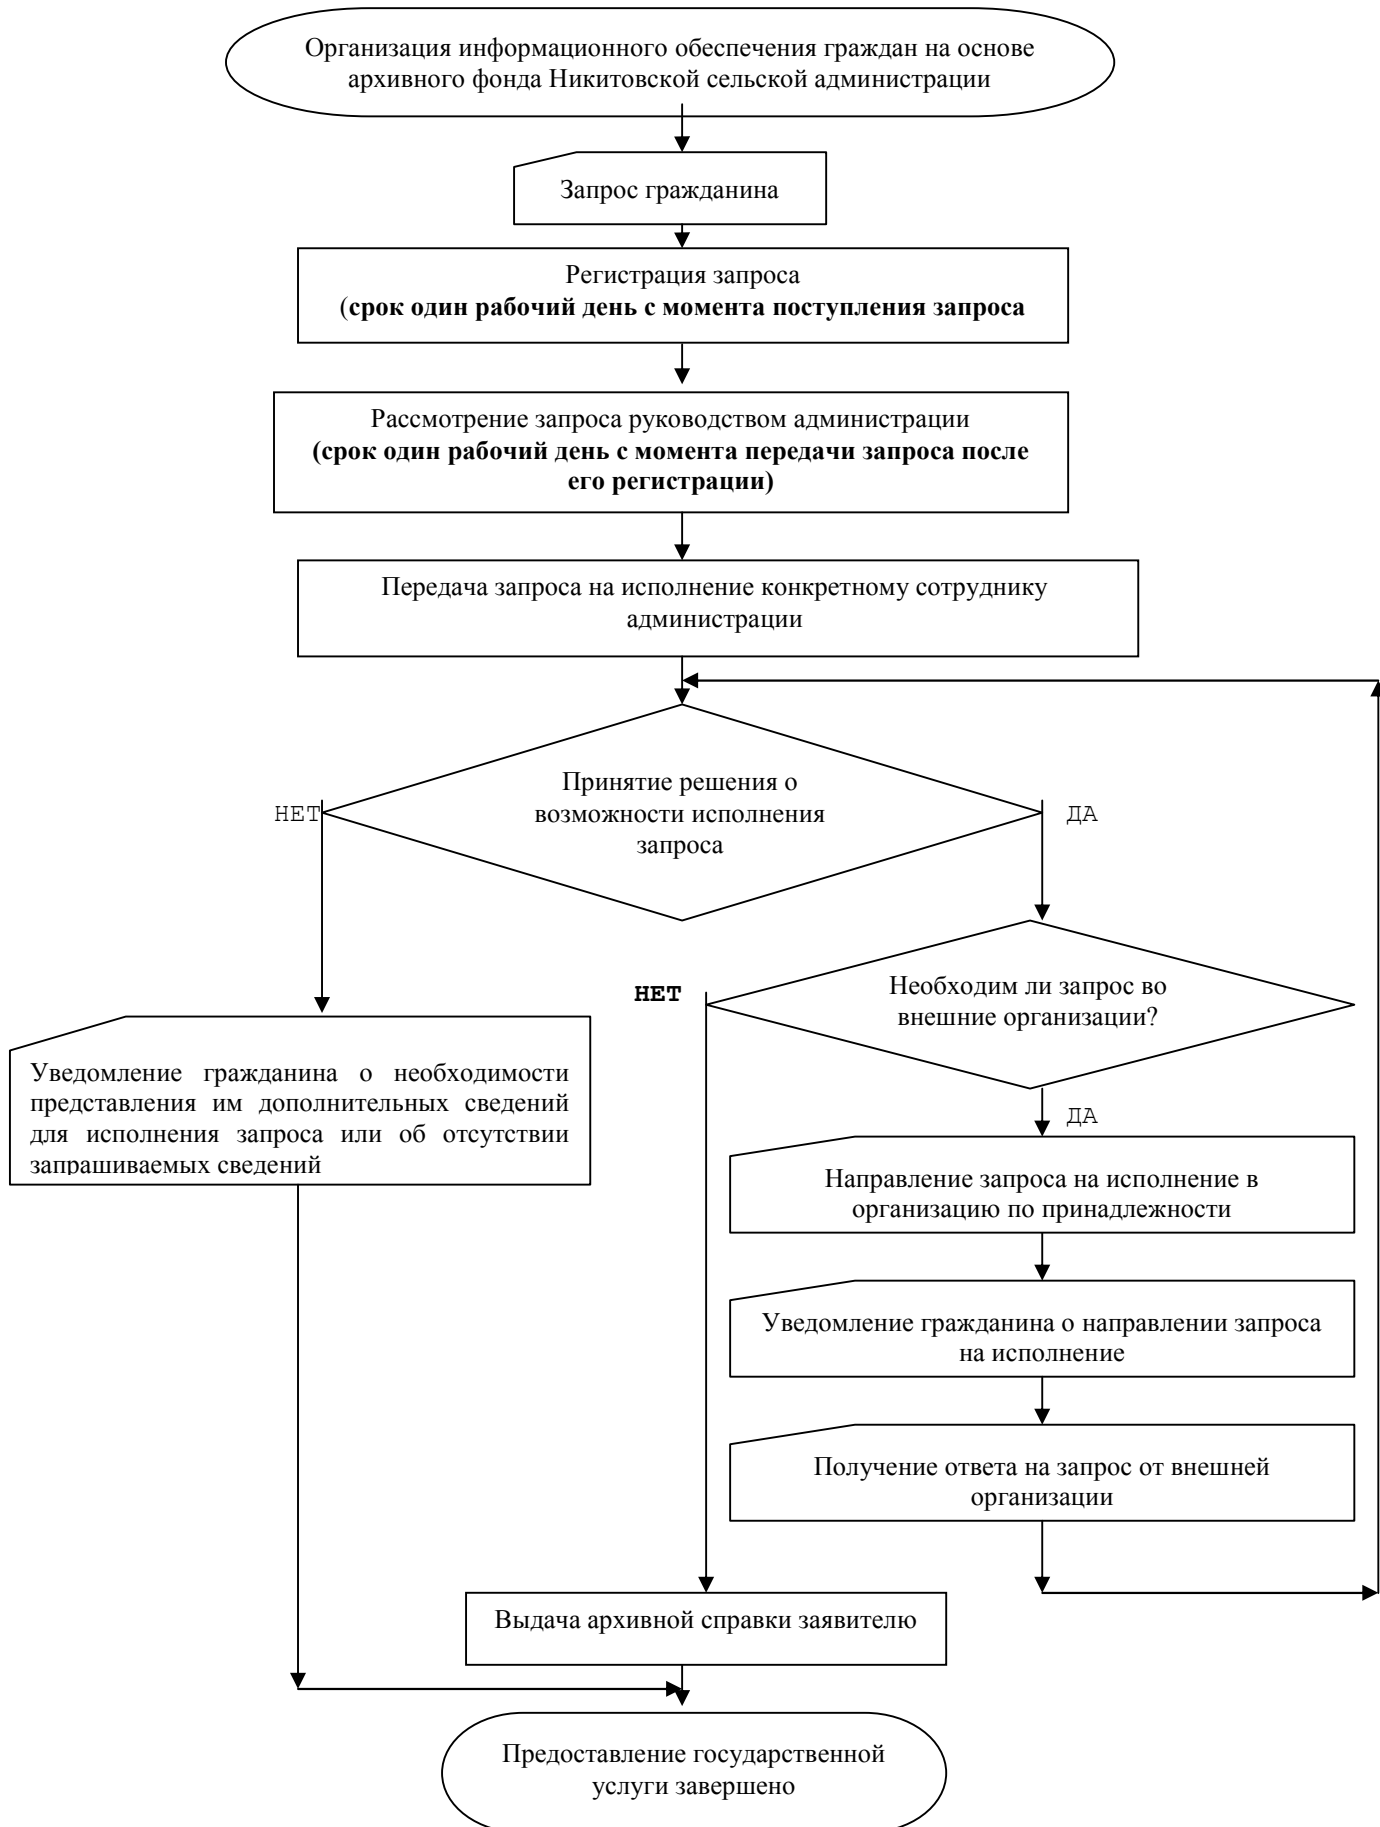 Организация информационного обеспечения граждан на основе
архивного фонда Никитовской сельской администрации
Запрос гражданина
Регистрация запроса
(срок один рабочий день с момента поступления запроса
Рассмотрение запроса руководством администрации
(срок один рабочий день с момента передачи запроса после
его регистрации)
Передача запроса на исполнение конкретному сотруднику
администрации
Принятие решения о
возможности исполнения
запроса
НЕТ
ДА
Необходим ли запрос во
внешние организации?
НЕТ
ДА
Уведомление гражданина о необходимости
представления им дополнительных сведений
для исполнения запроса или об отсутствии
запрашиваемых сведений
Направление запроса на исполнение в
организацию по принадлежности
Уведомление гражданина о направлении запроса
на исполнение
Получение ответа на запрос от внешней
организации
Выдача архивной справки заявителю
Предоставление государственной
услуги завершено